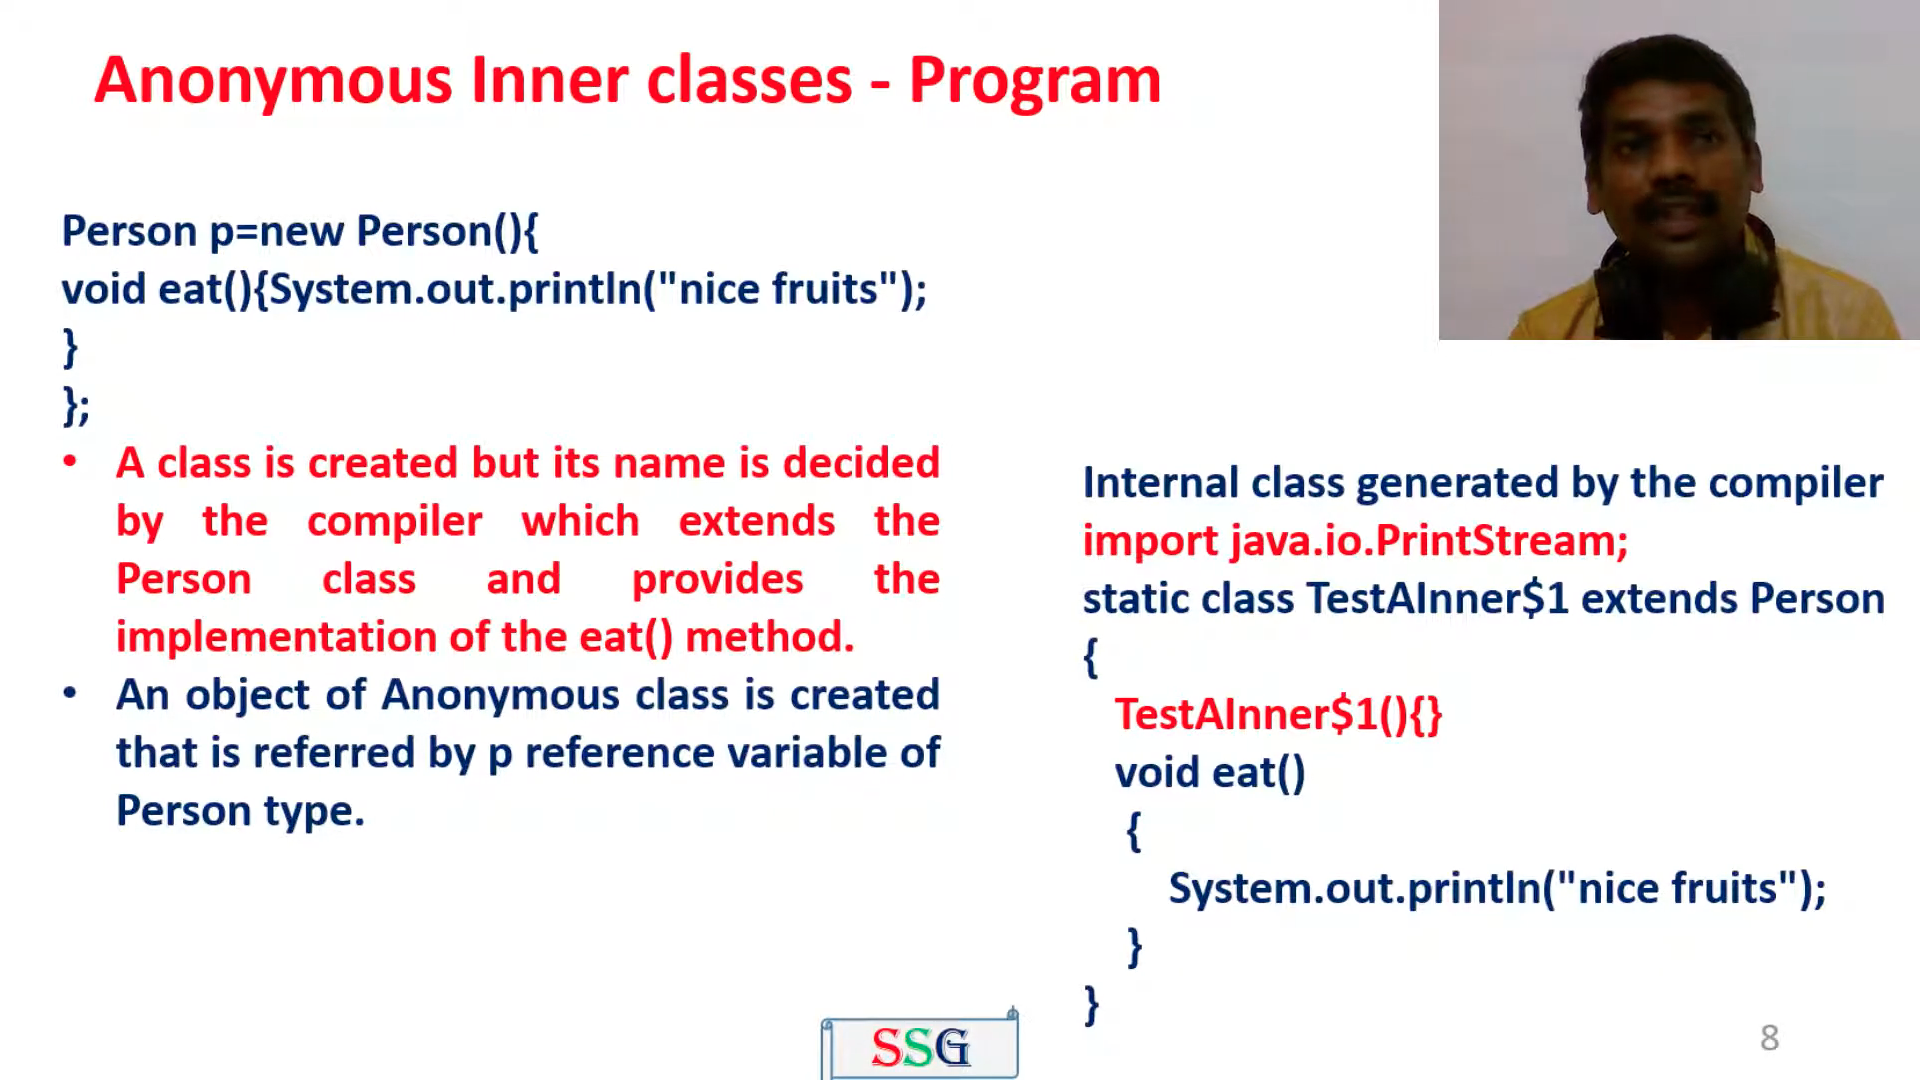 Anonymous Inner classes - Program
Person p=new Person(){
void eat(){System.out.println("nice fruits");
}
};
• A class is created but its name is decided
by the compiler which extends the
Person class and provides the
implementation of the eat() method.
• An object of Anonymous class is created
that is referred by p reference variable of
Person type.
Internal class generated by the compiler
import java.io.PrintStream;
static class TestAInner$1 extends Person
{
TestAInner$1(){}
void eat()
{
System.out.println("nice fruits");
}
}
SSG
8